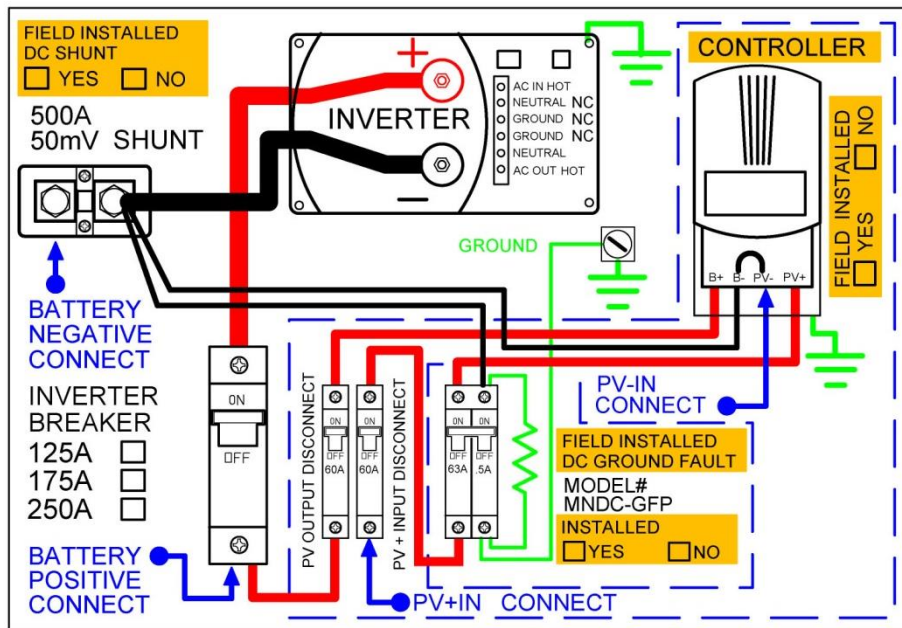 FIELD INSTALLED
DC SHUNT
YES NO
500A
50mV SHUNT
+
INVERTER
AC IN HOT
NEUTRAL NC
GROUND NC
GROUND NC
NEUTRAL
AC OUT HOT
CONTROLLER
FIELD INSTALLED
YES NO
B+ B- PV- PV+
GROUND
BATTERY
NEGATIVE
CONNECT
INVERTER
BREAKER
125A
175A
250A
BATTERY
POSITIVE
CONNECT
ON
OFF
PV OUTPUT DISCONNECT
ON
OFF
60A
PV + INPUT DISCONNECT
ON
OFF
60A
ON ON
OFF OFF
63A .5A
PV-IN
CONNECT
FIELD INSTALLED
DC GROUND FAULT
MODEL#
MNDC-GFP
INSTALLED
YES NO
PV+IN CONNECT